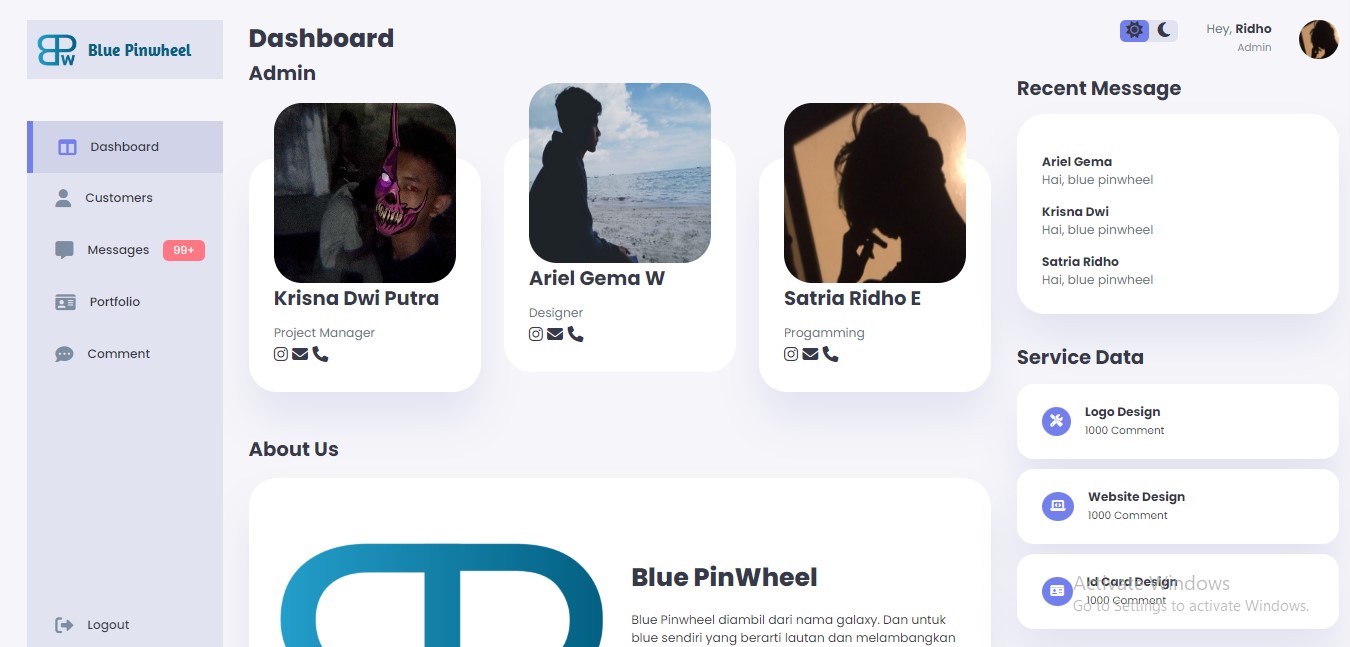 Blue Pinwheel
Dashboard
Customers
Messages 99+
Portfolio
Comment
Logout
Dashboard
Admin
Krisna Dwi Putra
Project Manager
Ariel Gema W
Designer
Satria Ridho E
Progamming
About Us
Blue PinWheel
Blue Pinwheel diambil dari nama galaxy. Dan untuk
blue sendiri yang berarti lautan dan melambangkan
Hey, Ridho
Admin
Recent Message
Ariel Gema
Hai, blue pinwheel
Krisna Dwi
Hai, blue pinwheel
Satria Ridho
Hai, blue pinwheel
Service Data
Logo Design
1000 Comment
Website Design
1000 Comment
Id Card Design
1000 Comment
Activate Windows
Go to Settings to activate Windows.